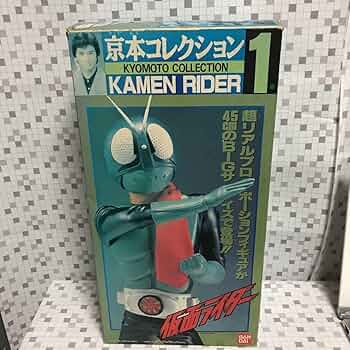 京本コレクション
KYOMOTO COLLECTION
KAMEN RIDER
1
超リアルプロポーションフィギュアが
45cmのBIGサイズで登場!!
仮面ライダー
BAN
DAI